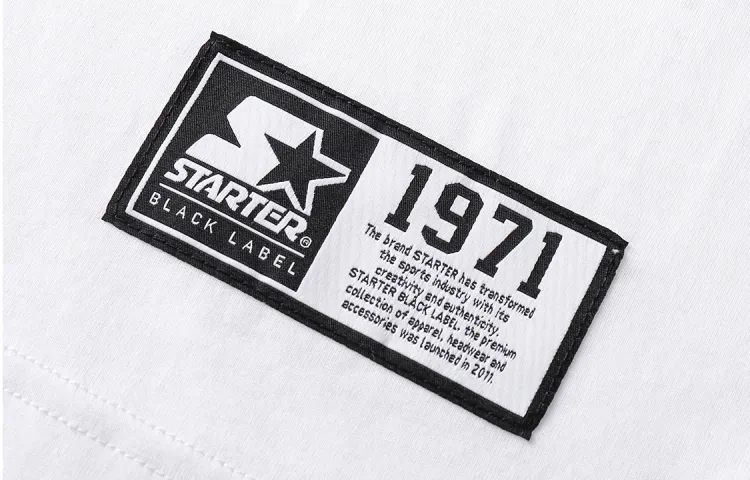 STARTER®
BLACK LABEL
1971
The brand STARTER has transformed
the sports industry with its
creativity and authenticity.
STARTER BLACK LABEL, the premium
collection of apparel, headwear and
accessories was launched in 2011.